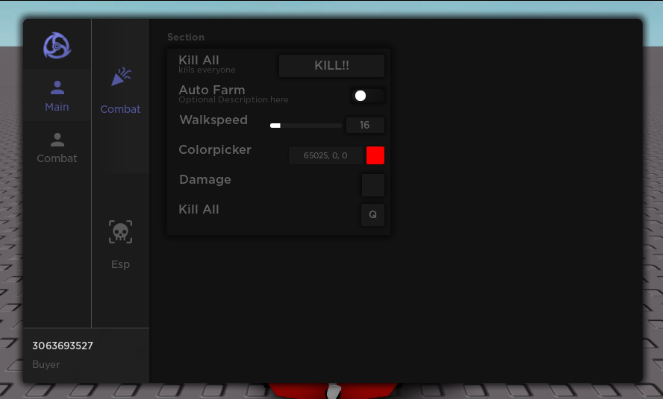 Section
Kill All
kills everyone
KILL!!
Auto Farm
Optional Description here
Walkspeed
16
Colorpicker
65025, 0, 0
Damage
Kill All
Q
Main
Combat
Combat
Esp
3063693527
Buyer